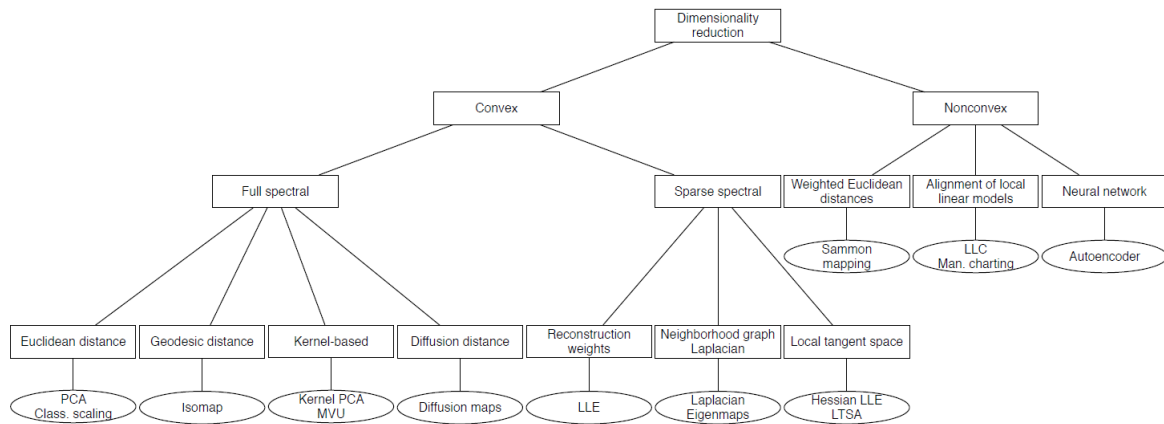 Dimensionality
reduction
Convex
Nonconvex
Full spectral
Sparse spectral
Weighted Euclidean
distances
Alignment of local
linear models
Neural network
Sammon
mapping
LLC
Man. charting
Autoencoder
Euclidean distance
Geodesic distance
Kernel-based
Diffusion distance
Reconstruction
weights
Neighborhood graph
Laplacian
Local tangent space
PCA
Class. scaling
Isomap
Kernel PCA
MVU
Diffusion maps
LLE
Laplacian
Eigenmaps
Hessian LLE
LTSA